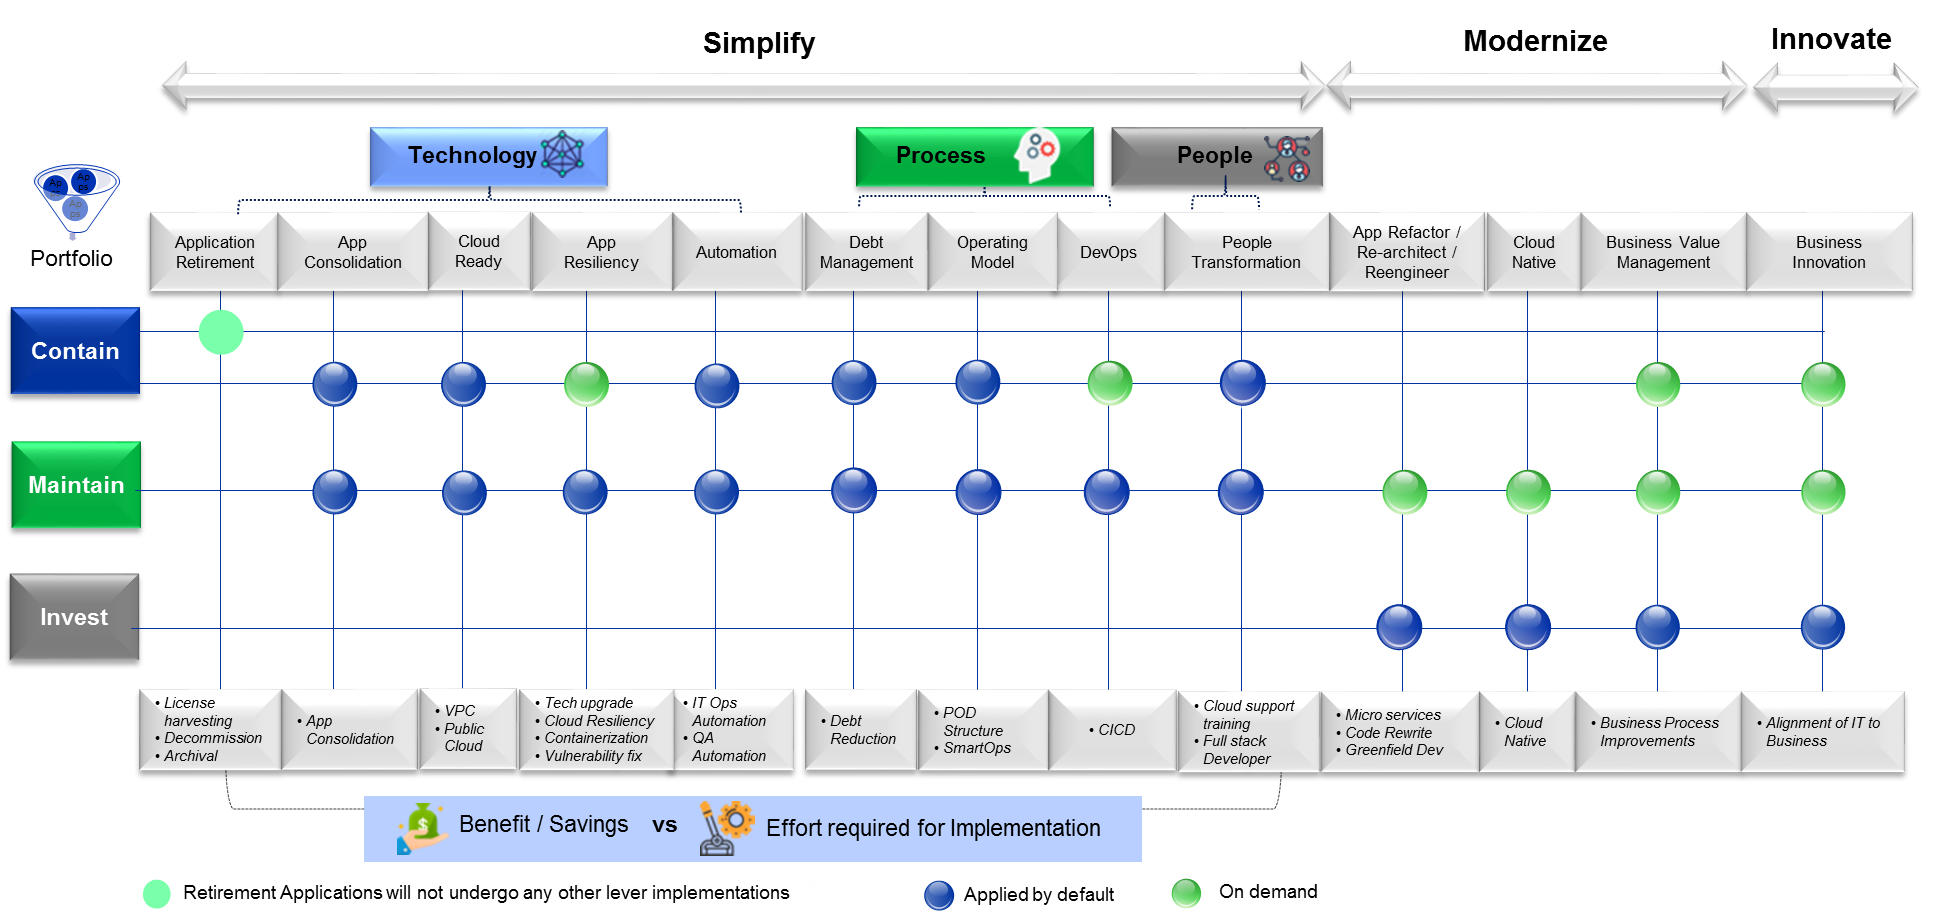 Simplify
Modernize
Innovate
Technology
Process
People
Ap
Ap
ps
Ap
ps
Portfolio
Application
Retirement
App
Consolidation
Cloud
Ready
App
Resiliency
Automation
Debt
Management
Operating
Model
DevOps
People
Transformation
App Refactor /
Re-architect /
Reengineer
Cloud
Native
Business Value
Management
Business
Innovation
Contain
Maintain
Invest
• License
harvesting
• Decommission
• Archival
• App
Consolidation
• VPC
• Public
Cloud
• Tech upgrade
• Cloud Resiliency
• Containerization
• Vulnerability fix
• IT Ops
Automation
• QA
Automation
• Debt
Reduction
• POD
Structure
• SmartOps
• CICD
• Cloud support
training
• Full stack
Developer
• Micro services
• Code Rewrite
• Greenfield Dev
• Cloud
Native
• Business Process
Improvements
• Alignment of IT to
Business
$
Benefit / Savings vs Effort required for Implementation
Retirement Applications will not undergo any other lever implementations
Applied by default
On demand